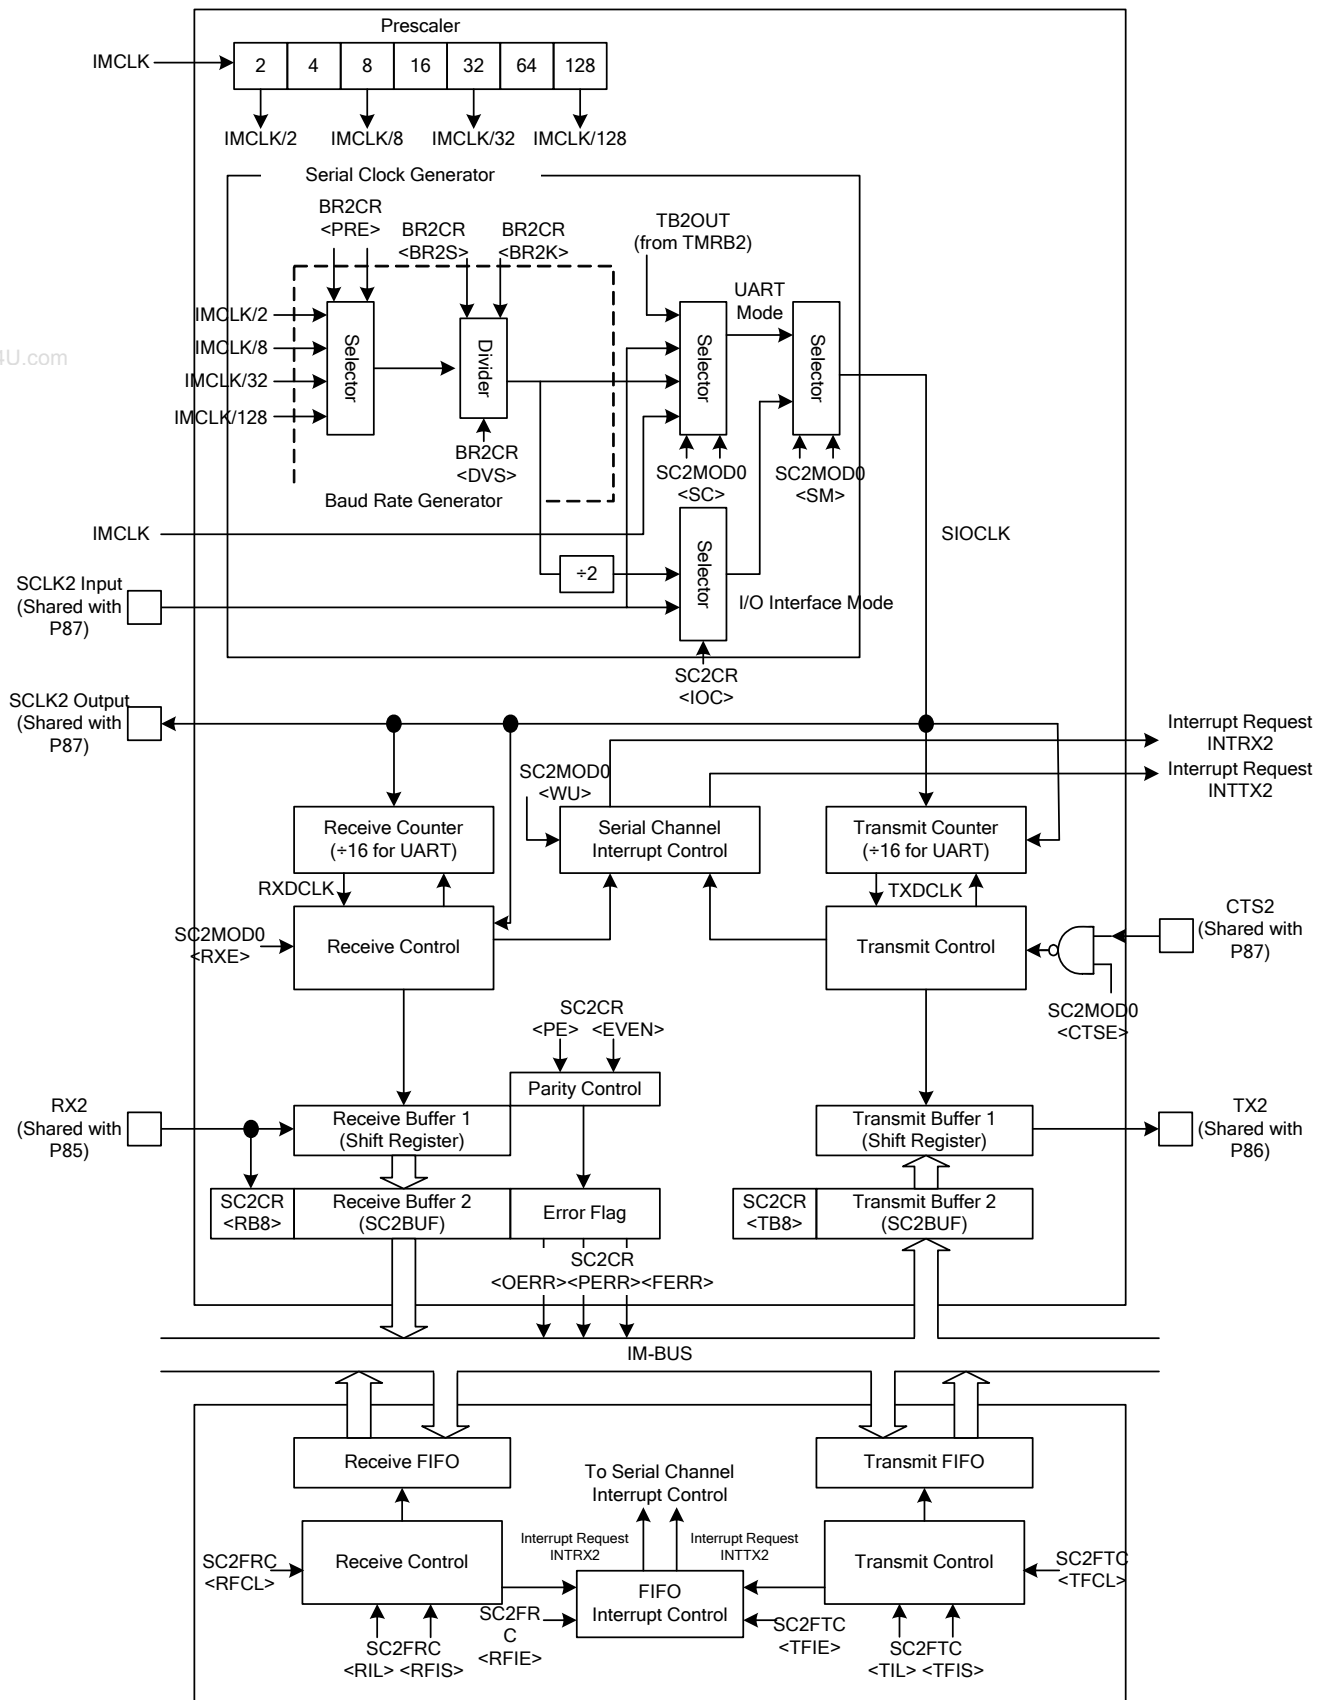 Prescaler
IMCLK
2 4 8 16 32 64 128
IMCLK/2 IMCLK/8 IMCLK/32 IMCLK/128
Serial Clock Generator
BR2CR
<PRE>
BR2CR
<BR2S>
BR2CR
<BR2K>
TB2OUT
(from TMRB2)
UART
Mode
IMCLK/2
IMCLK/8
IMCLK/32
IMCLK/128
Selector
Divider
Selector
Selector
4U.com
BR2CR
<DVS>
SC2MOD0
<SC>
SC2MOD0
<SM>
Baud Rate Generator
IMCLK
SIOCLK
Selector
÷2
SCLK2 Input
(Shared with
P87)
I/O Interface Mode
SC2CR
<IOC>
SCLK2 Output
(Shared with
P87)
Interrupt Request
INTRX2
Interrupt Request
INTTX2
SC2MOD0
<WU>
Receive Counter
(÷16 for UART)
Serial Channel
Interrupt Control
Transmit Counter
(÷16 for UART)
RXDCLK
TXDCLK
SC2MOD0
<RXE>
Receive Control
Transmit Control
CTS2
(Shared with
P87)
SC2MOD0
<CTSE>
SC2CR
<PE> <EVEN>
Parity Control
RX2
(Shared with
P85)
Receive Buffer 1
(Shift Register)
Transmit Buffer 1
(Shift Register)
TX2
(Shared with
P86)
SC2CR
<RB8>
Receive Buffer 2
(SC2BUF)
Error Flag
SC2CR
<TB8>
Transmit Buffer 2
(SC2BUF)
SC2CR
<OERR><PERR><FERR>
IM-BUS
Receive FIFO
Transmit FIFO
To Serial Channel
Interrupt Control
Interrupt Request
INTRX2
Interrupt Request
INTTX2
SC2FRC
<RFCL>
Receive Control
Transmit Control
SC2FTC
<TFCL>
FIFO
Interrupt Control
SC2FR
C
<RFIE>
SC2FTC
<TFIE>
SC2FRC
<RIL> <RFIS>
SC2FTC
<TIL> <TFIS>